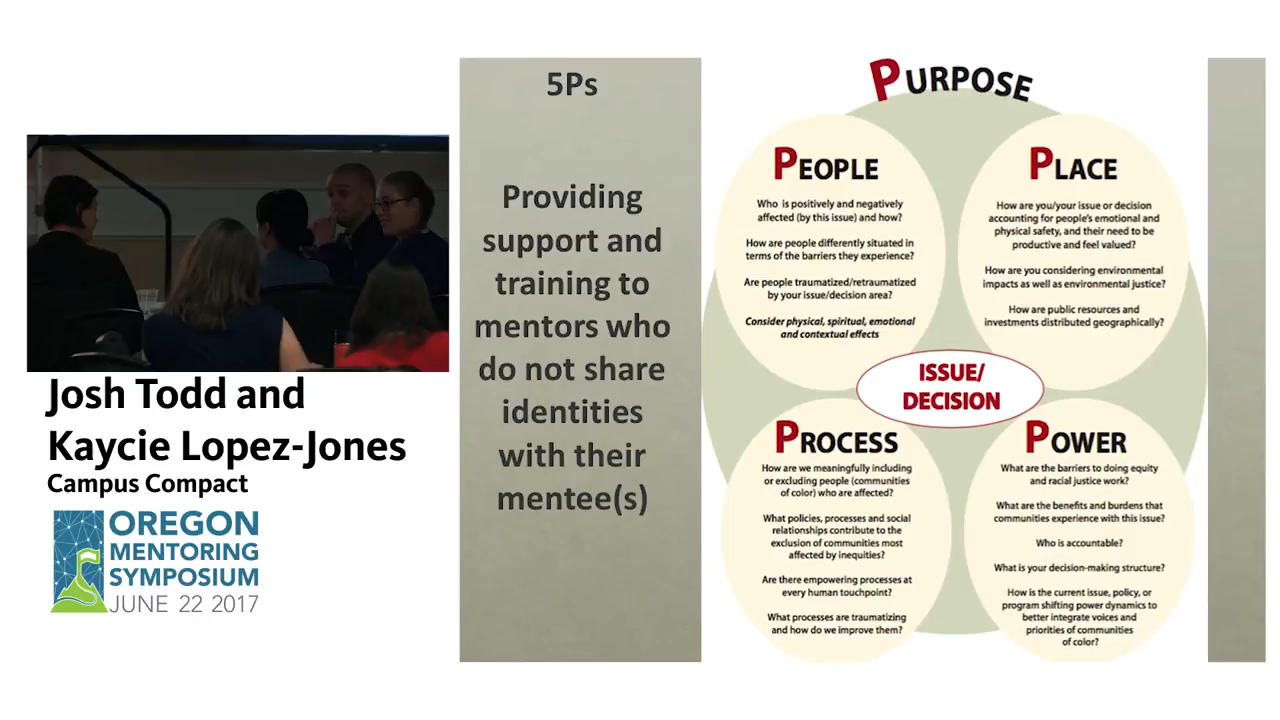 Josh Todd and
Kaycie Lopez-Jones
Campus Compact
OREGON
MENTORING
SYMPOSIUM
JUNE 22 2017
5Ps
Providing
support and
training to
mentors who
do not share
identities
with their
mentee(s)
PURPOSE
PEOPLE
Who is positively and negatively
affected (by this issue) and how?
How are people differently situated in
terms of the barriers they experience?
Are people traumatized/retraumatized
by your issue/decision area?
Consider physical, spiritual, emotional
and contextual effects
PLACE
How are you/your issue or decision
accounting for people's emotional and
physical safety, and their need to be
productive and feel valued?
How are you considering environmental
impacts as well as environmental justice?
How are public resources and
investments distributed geographically?
ISSUE/
DECISION
PROCESS
How are we meaningfully including
or excluding people (communities
of color) who are affected?
What policies, processes and social
relationships contribute to the
exclusion of communities most
affected by inequities?
Are there empowering processes at
every human touchpoint?
What processes are traumatizing
and how do we improve them?
POWER
What are the barriers to doing equity
and racial justice work?
What are the benefits and burdens that
communities experience with this issue?
Who is accountable?
What is your decision-making structure?
How is the current issue, policy, or
program shifting power dynamics to
better integrate voices and
priorities of communities
of color?